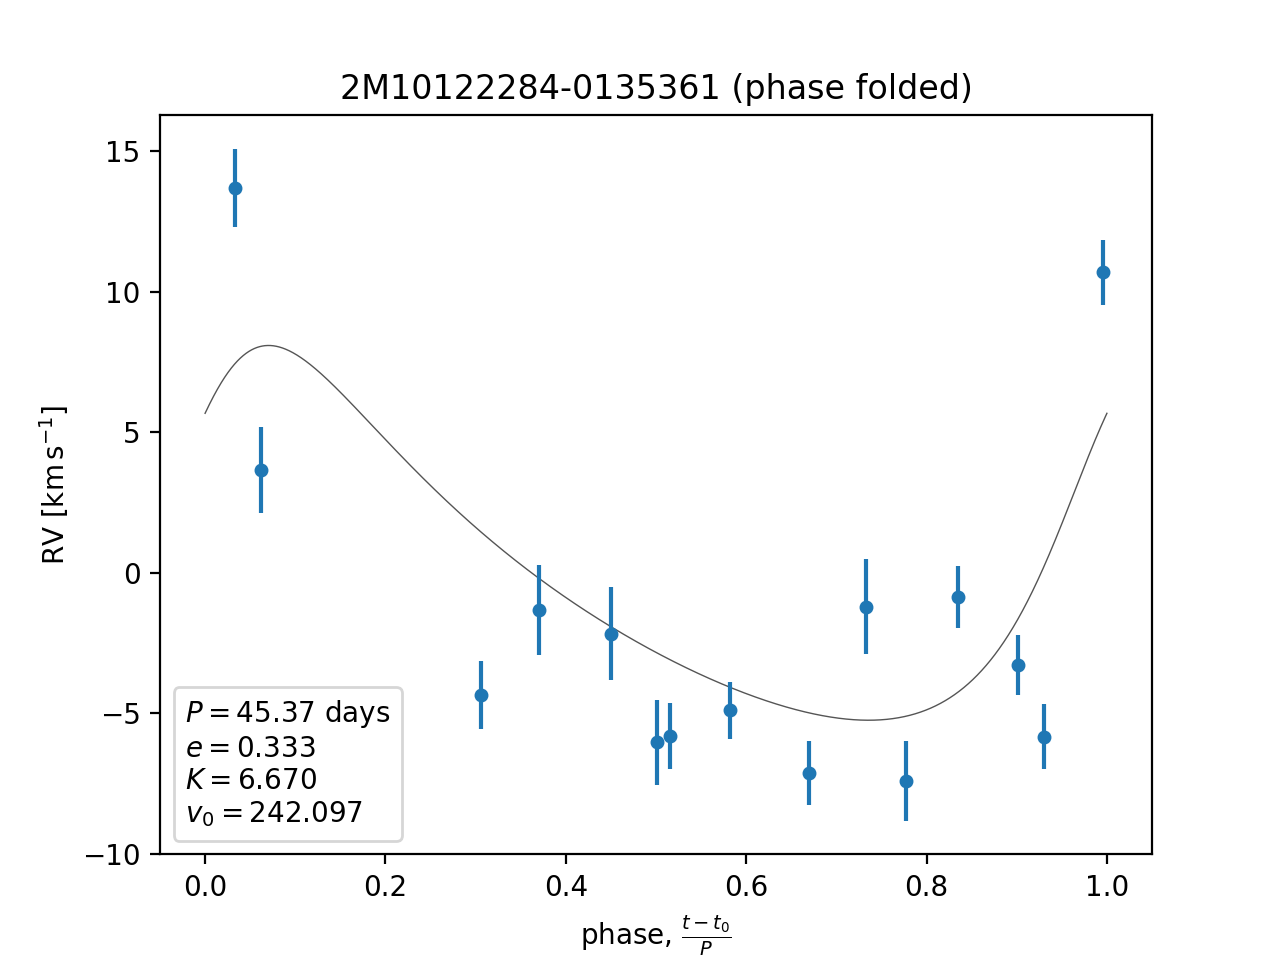 2M10122284-0135361 (phase folded)
15
10
5
0
−5
−10
RV [km s⁻¹]
P = 45.37 days
e = 0.333
K = 6.670
v₀ = 242.097
0.0 0.2 0.4 0.6 0.8 1.0
phase, (t − t₀)/P